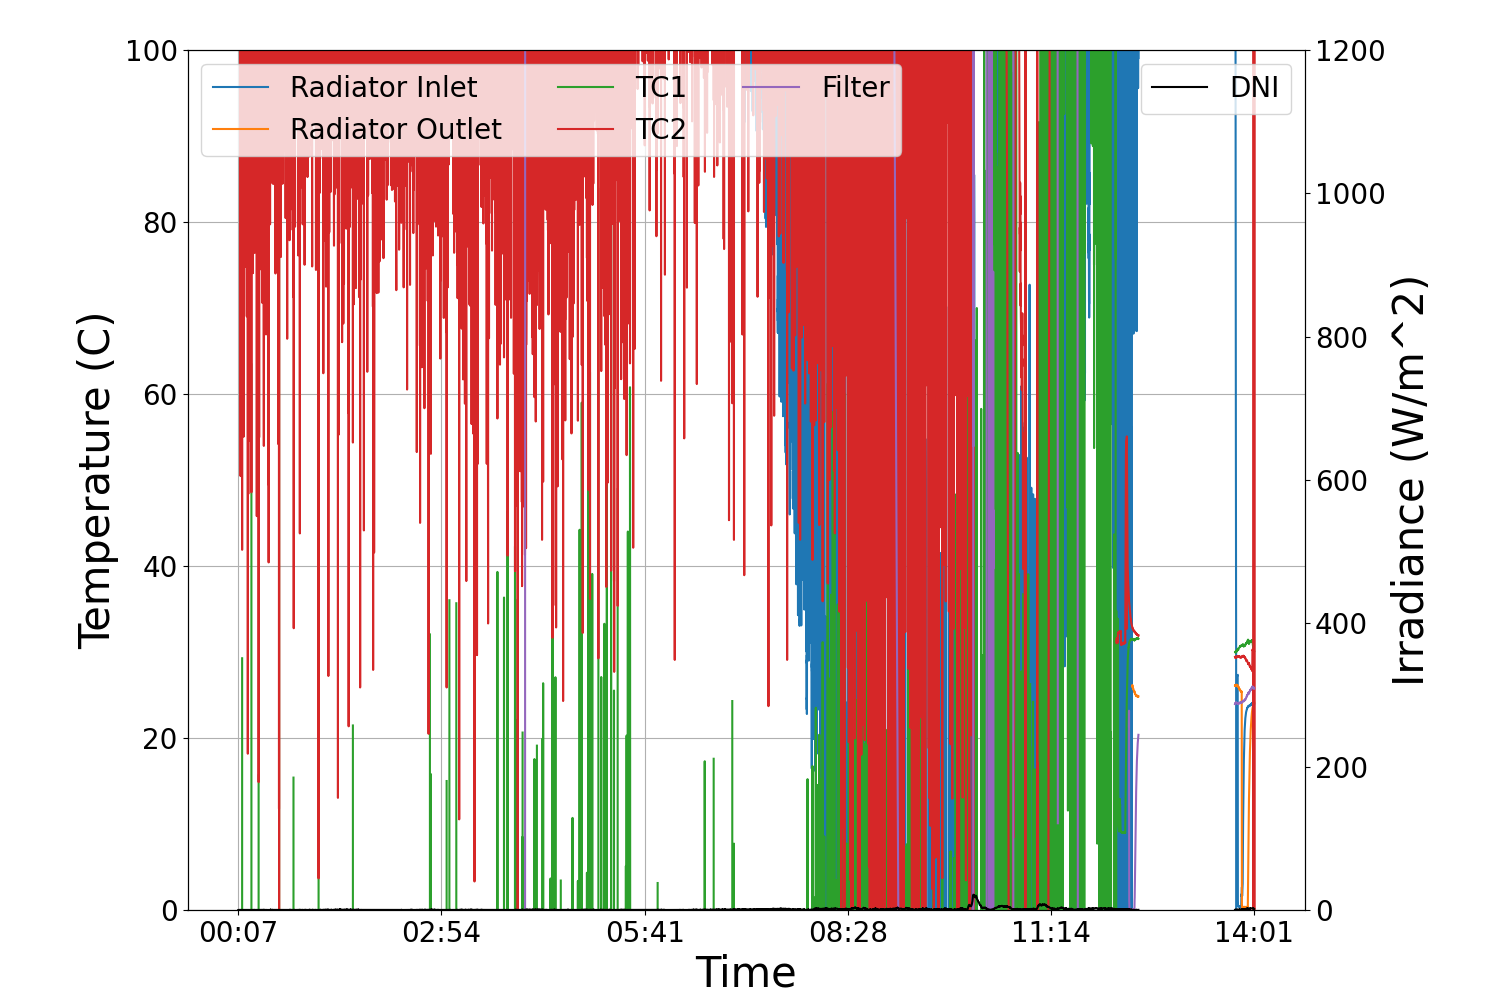 100
80
60
40
20
0
Temperature (C)
Radiator Inlet
Radiator Outlet
TC1
TC2
Filter
DNI
1200
1000
800
600
400
200
0
Irradiance (W/m^2)
00:07 02:54 05:41 08:28 11:14 14:01
Time